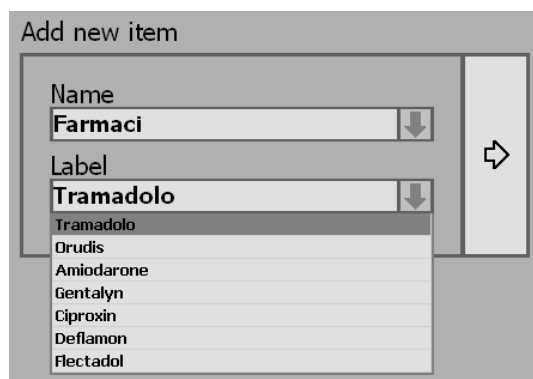 Add new item
Name
Farmaci
Label
Tramadolo
Tramadolo
Orudis
Amiodarone
Gentalyn
Ciproxin
Deflamon
Flectadol